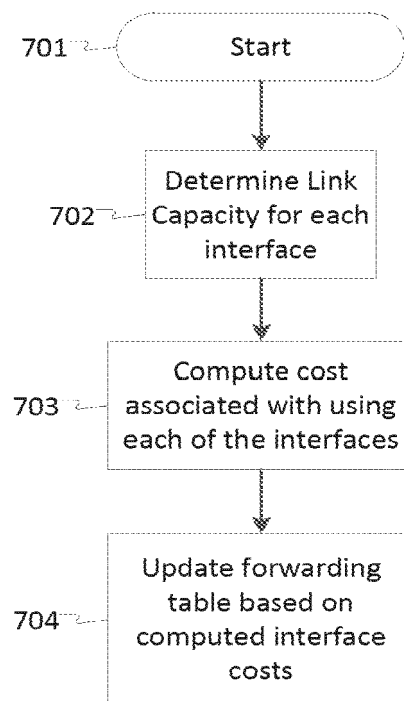 701
Start
702
Determine Link
Capacity for each
interface
703
Compute cost
associated with using
each of the interfaces
704
Update forwarding
table based on
computed interface
costs